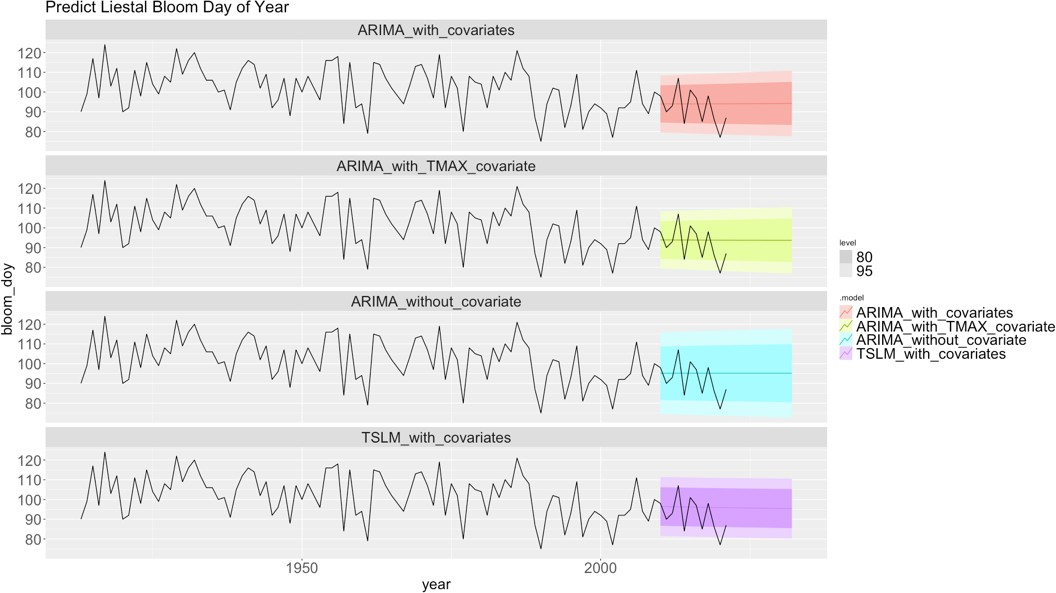 Predict Liestal Bloom Day of Year
ARIMA_with_covariates
120
110
100
90
80
ARIMA_with_TMAX_covariate
120
110
100
90
80
ARIMA_without_covariate
120
110
100
90
80
TSLM_with_covariates
120
110
100
90
80
bloom_day
1950 2000
year
level
80
95
.model
ARIMA_with_covariates
ARIMA_with_TMAX_covariate
ARIMA_without_covariate
TSLM_with_covariates